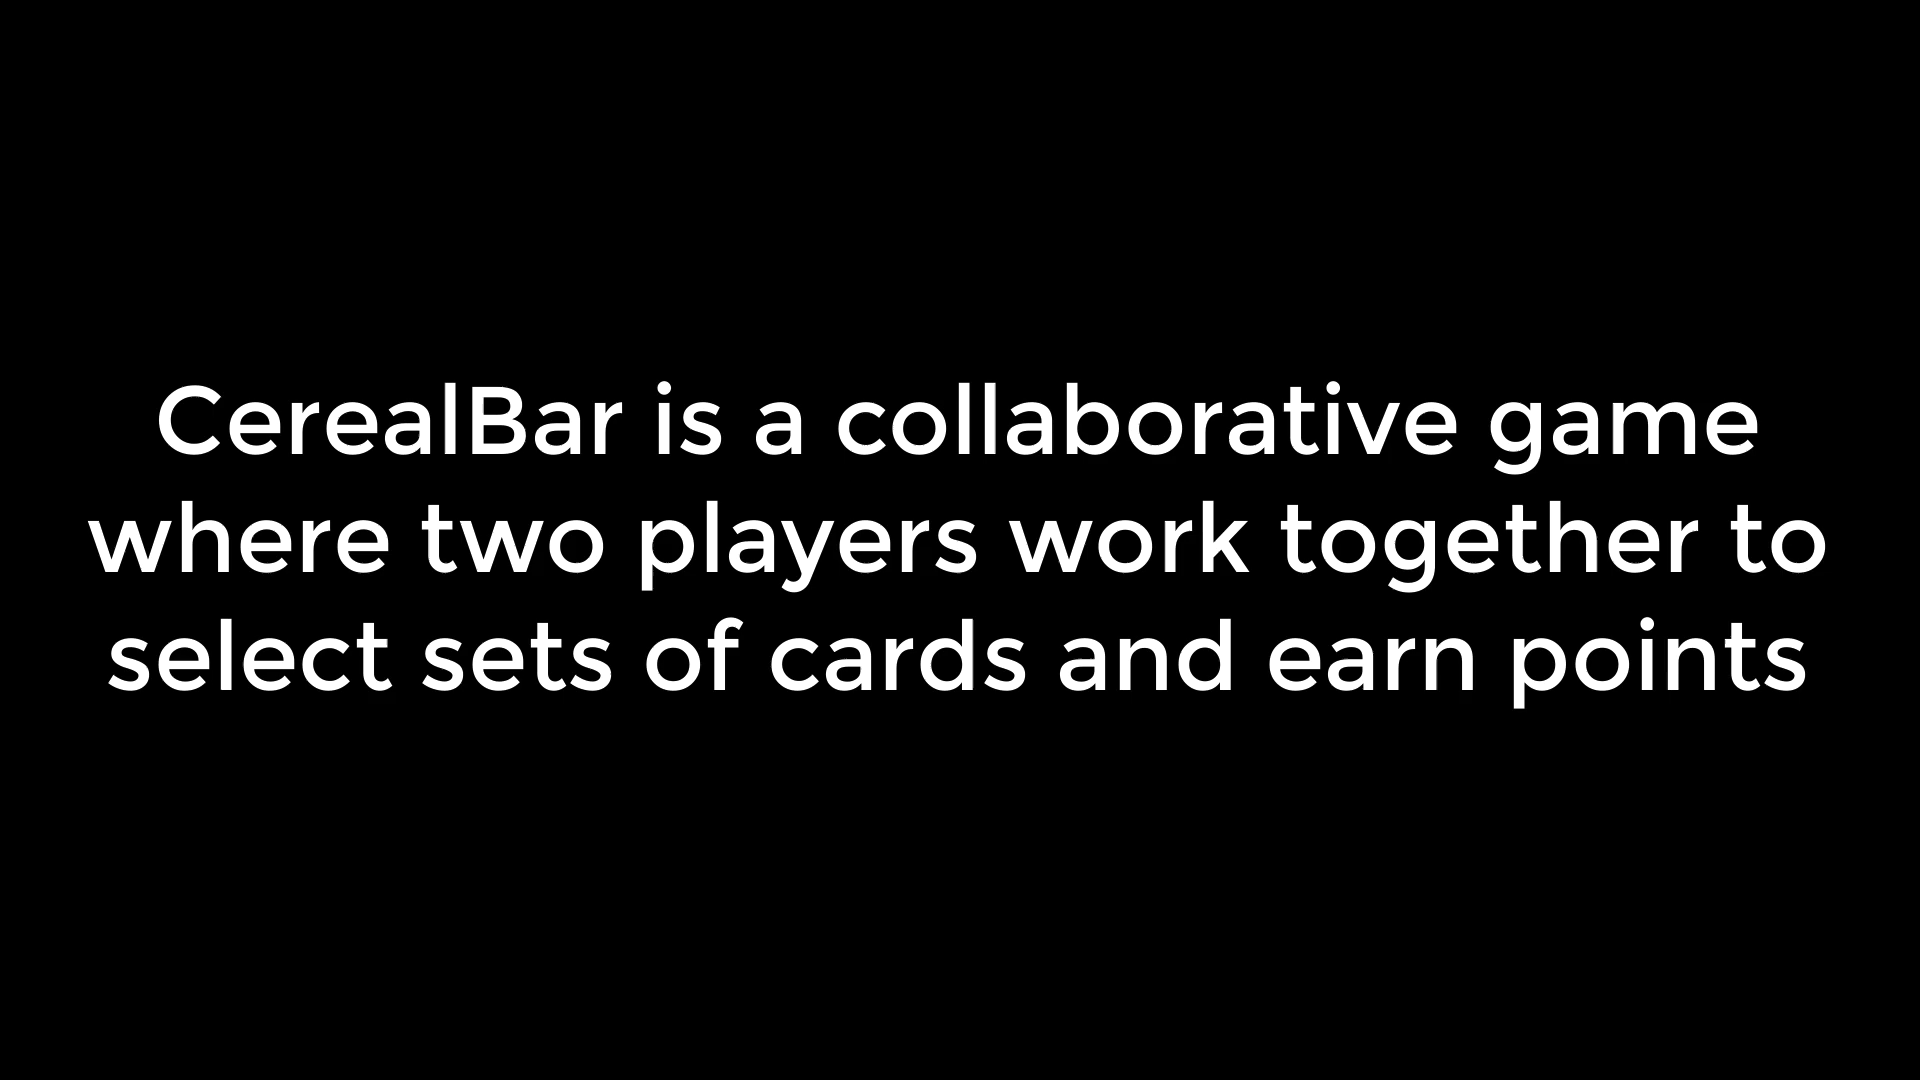 CerealBar is a collaborative game
where two players work together to
select sets of cards and earn points